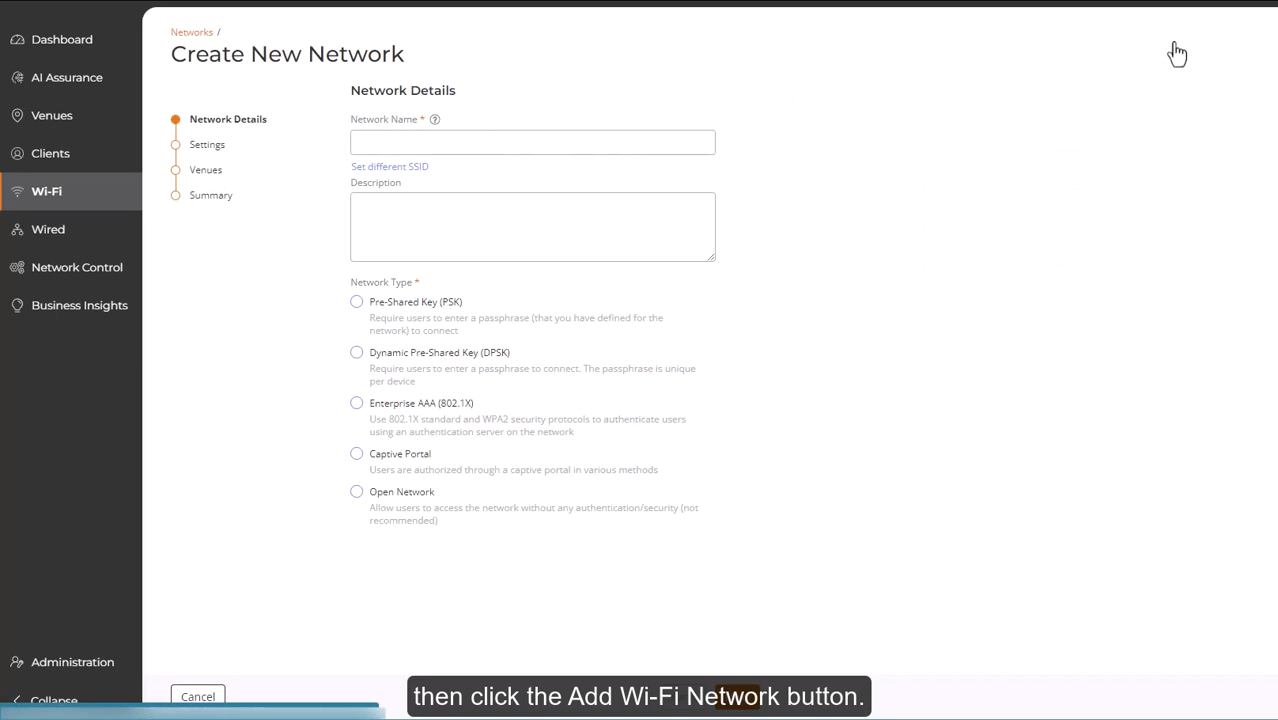 Dashboard
AI Assurance
Venues
Clients
Wi-Fi
Wired
Network Control
Business Insights
Administration
Collapse
Networks /
Create New Network
Network Details
Settings
Venues
Summary
Network Details
Network Name *
Set different SSID
Description
Network Type *
Pre-Shared Key (PSK)
Require users to enter a passphrase (that you have defined for the
network) to connect
Dynamic Pre-Shared Key (DPSK)
Require users to enter a passphrase to connect. The passphrase is unique
per device
Enterprise AAA (802.1X)
Use 802.1X standard and WPA2 security protocols to authenticate users
using an authentication server on the network
Captive Portal
Users are authorized through a captive portal in various methods
Open Network
Allow users to access the network without any authentication/security (not
recommended)
Cancel
then click the Add Wi-Fi Network button.